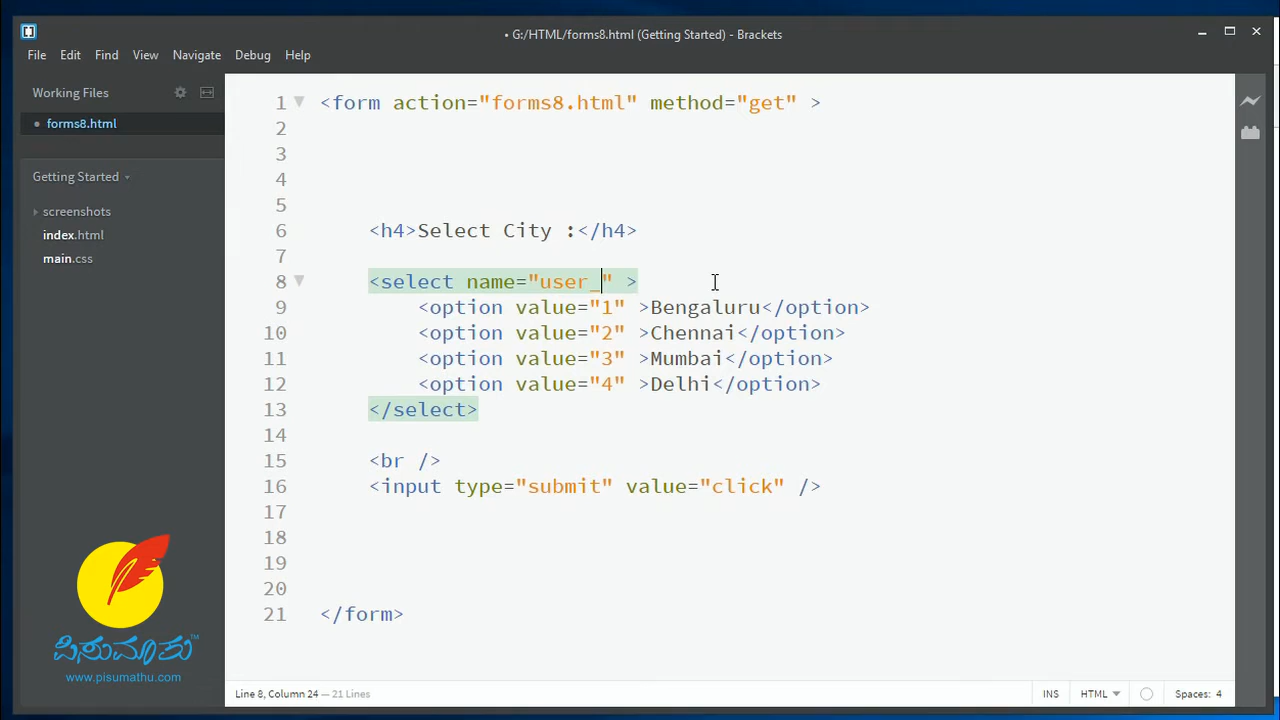 • G:/HTML/forms8.html (Getting Started) - Brackets
File Edit Find View Navigate Debug Help
Working Files
• forms8.html
Getting Started
screenshots
index.html
main.css
1 <form action="forms8.html" method="get" >
2
3
4
5
6 <h4>Select City :</h4>
7
8 <select name="user_" >
9 <option value="1" >Bengaluru</option>
10 <option value="2" >Chennai</option>
11 <option value="3" >Mumbai</option>
12 <option value="4" >Delhi</option>
13 </select>
14
15 <br />
16 <input type="submit" value="click" />
17
18
19
20
21 </form>
ಪಿಸುಮಾತು™
www.pisumathu.com
Line 8, Column 24 — 21 Lines
INS HTML Spaces: 4